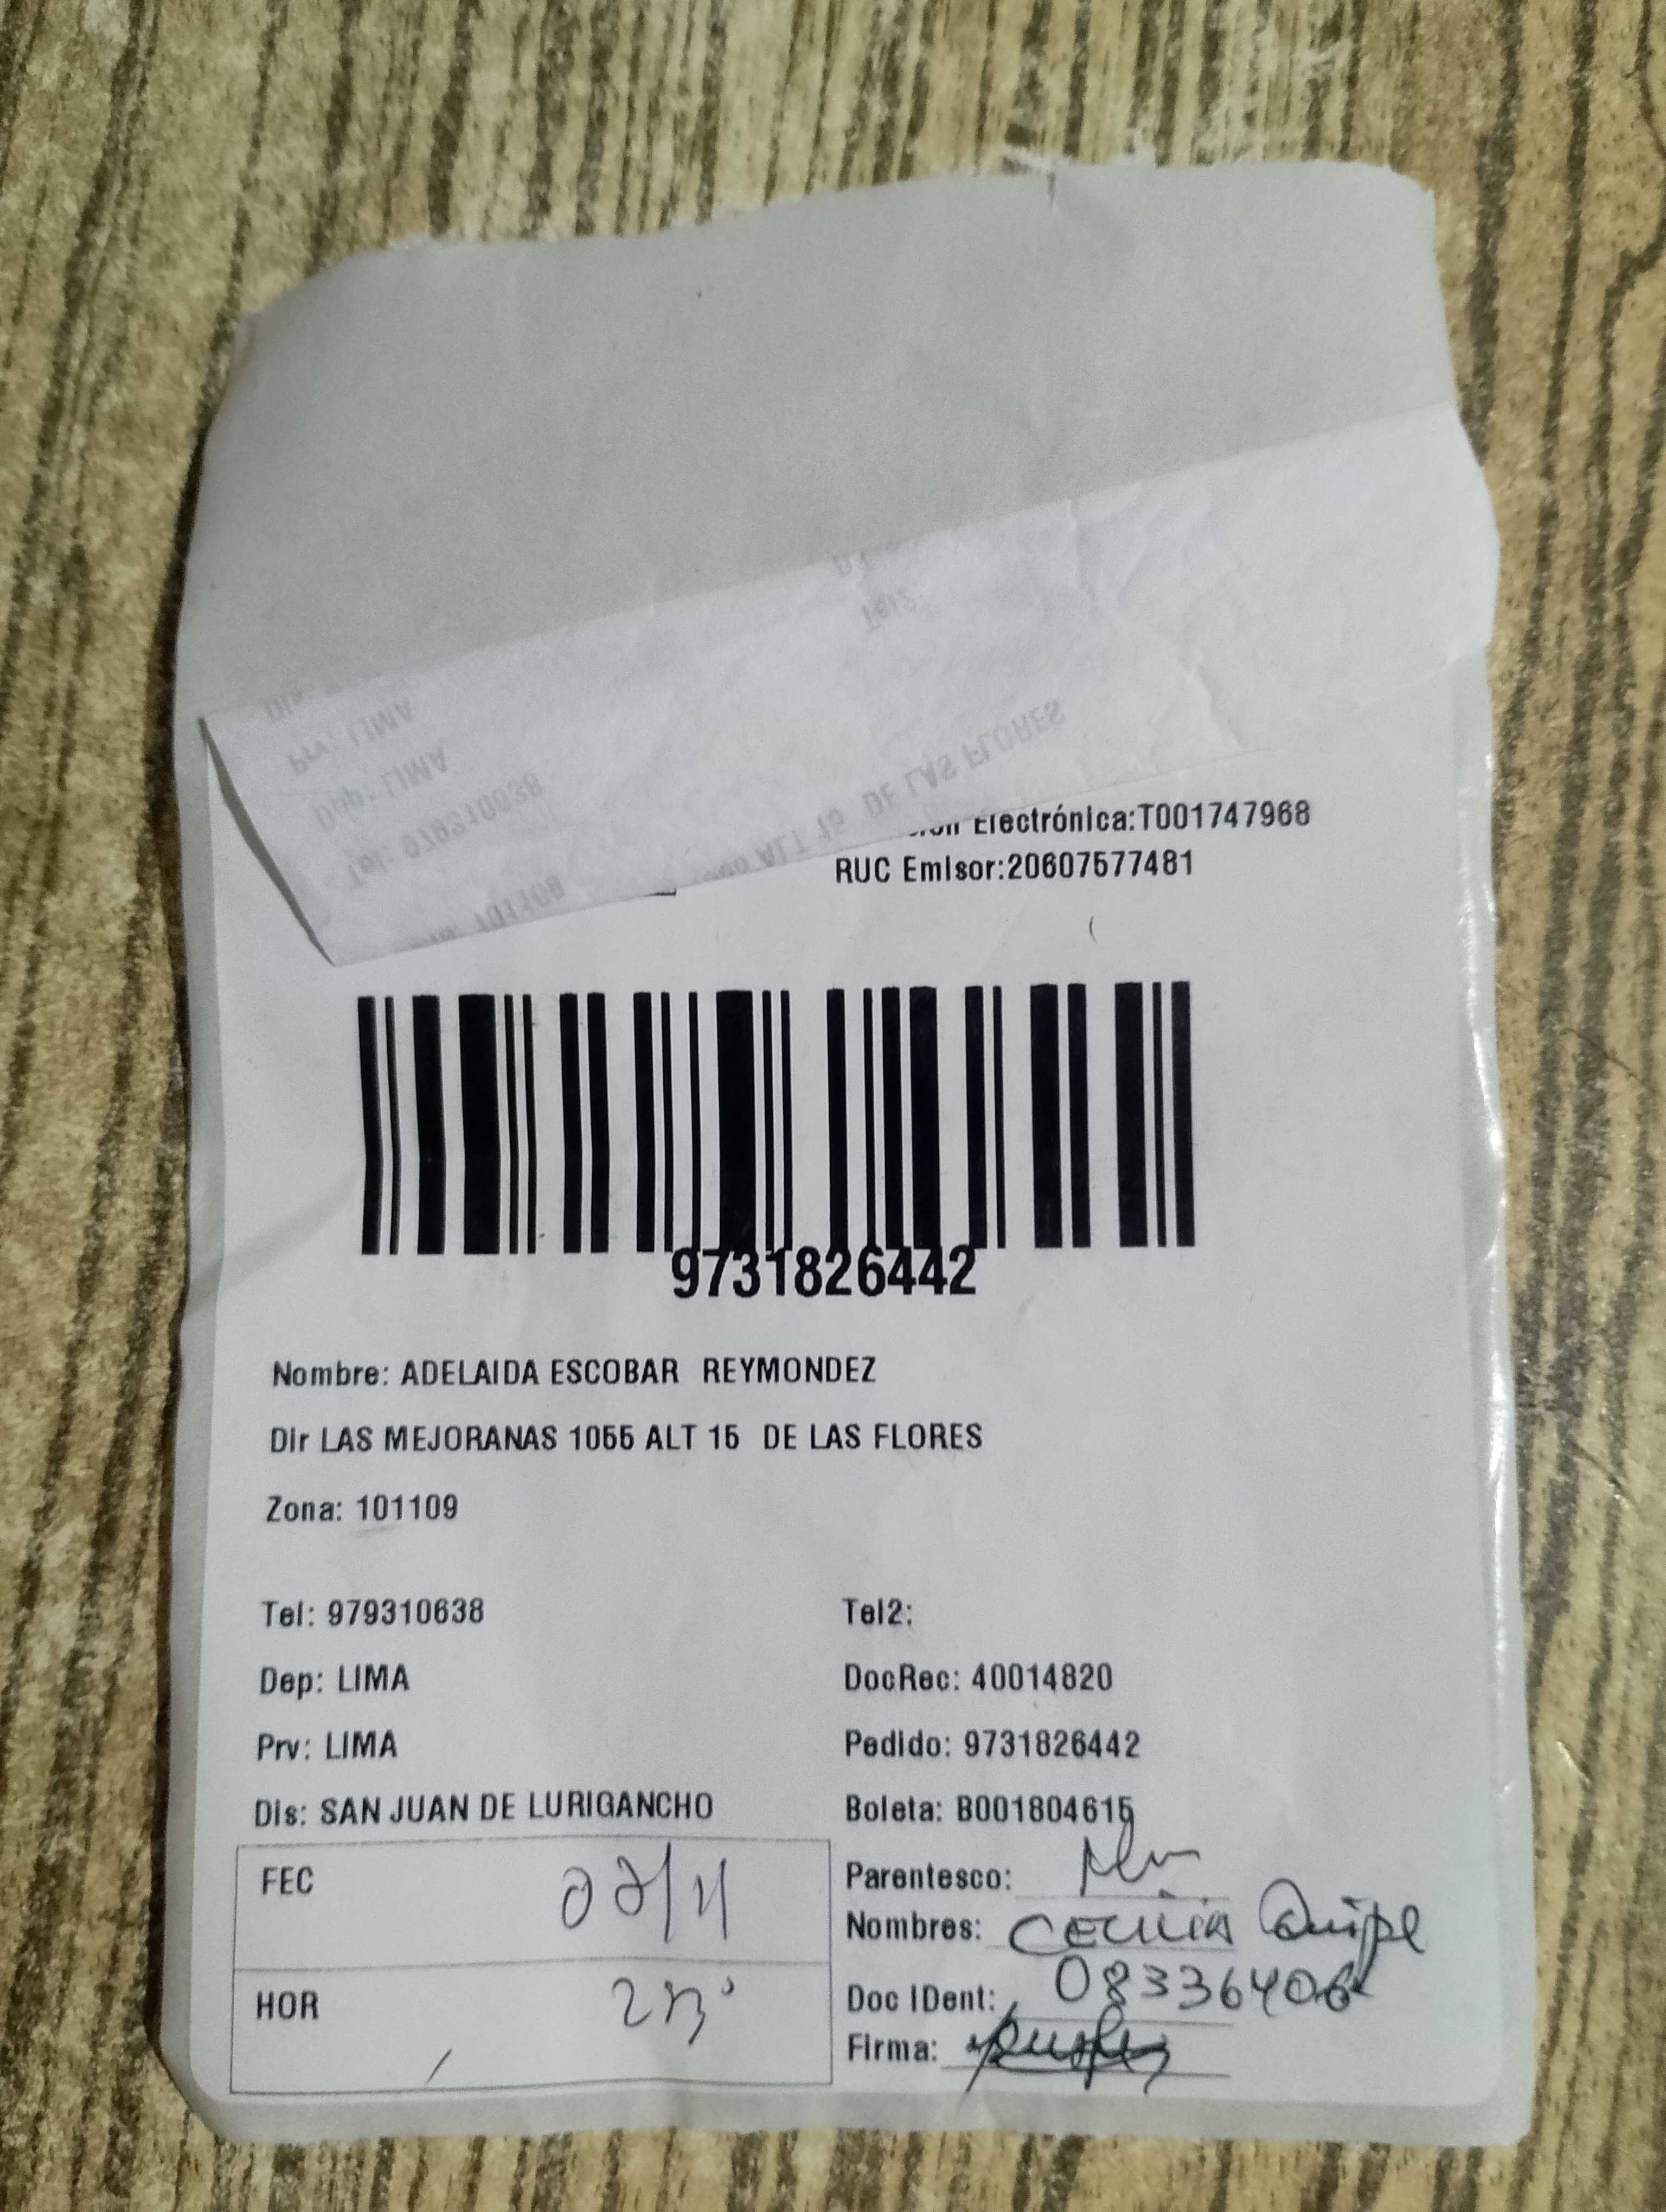 Electrónica:T001747968
RUC Emisor:20607577481
9731826442
Nombre: ADELAIDA ESCOBAR REYMONDEZ
Dir LAS MEJORANAS 1055 ALT 15 DE LAS FLORES
Zona: 101109
Tel: 979310638
Tel2:
Dep: LIMA
DocRec: 40014820
Prv: LIMA
Pedido: 9731826442
Dis: SAN JUAN DE LURIGANCHO
Boleta: B001804615
FEC
Parentesco:
Nombres: CECILIA Quispe
HOR
Doc IDent: 08336406
Firma: